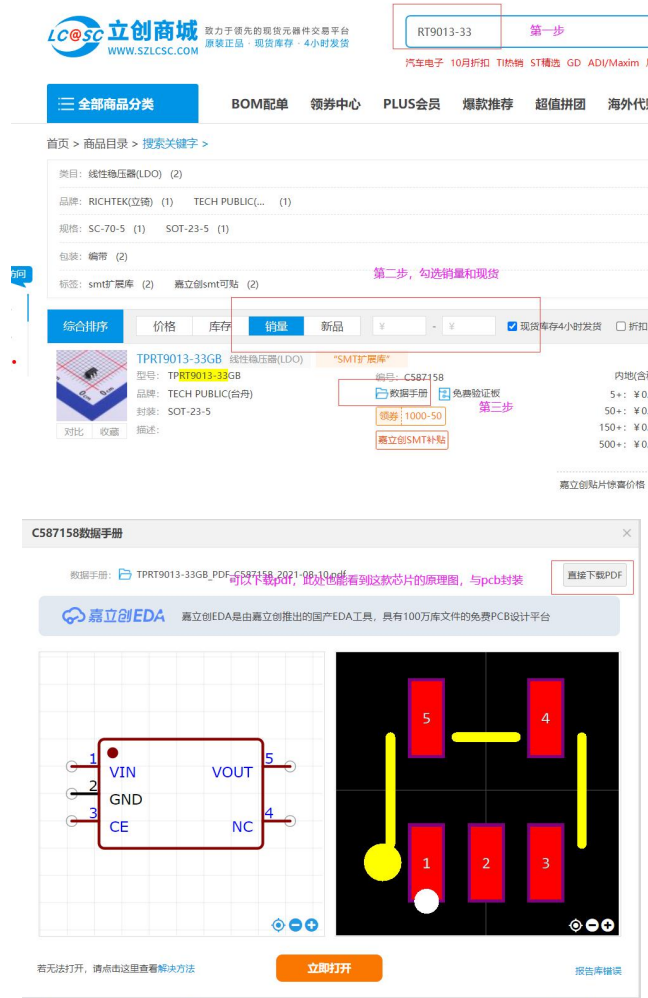 LC@SC 立创商城
WWW.SZLCSC.COM
致力于领先的现货元器件交易平台
原装正品 · 现货库存 · 4小时发货
RT9013-33 第一步
汽车电子 10月折扣 TI热销 ST精选 GD ADI/Maxim
全部商品分类 BOM配单 领券中心 PLUS会员 爆款推荐 超值拼团 海外代
首页 > 商品目录 > 搜索关键字 >
类目: 线性稳压器(LDO) (2)
品牌: RICHTEK(立锜) (1) TECH PUBLIC(... (1)
规格: SC-70-5 (1) SOT-23-5 (1)
包装: 编带 (2)
访问
第二步，勾选销量和现货
标签: smt扩展库 (2) 嘉立创smt可贴 (2)
综合排序 价格 库存 销量 新品 ¥ - ¥ 现货库存4小时发货 折扣
TPRT9013-33GB 线性稳压器(LDO) "SMT扩展库"
型号: TPRT9013-33GB 编号: C587158 内地(含
品牌: TECH PUBLIC(台舟) 数据手册 免费验证板 5+: ¥0.
第三步
封装: SOT-23-5 领券 1000-50 50+: ¥0.
描述: 150+: ¥0.
对比 收藏 嘉立创SMT补贴 500+: ¥0.
嘉立创贴片惊喜价格
C587158数据手册 ×
数据手册: TPRT9013-33GB_PDF_C587158_2021-08-10.pdf 直接下载PDF
可以下载pdf，此处也能看到这款芯片的原理图，与pcb封装
嘉立创EDA 嘉立创EDA是由嘉立创推出的国产EDA工具，具有100万库文件的免费PCB设计平台
1 VIN VOUT 5
2 GND
3 CE NC 4
5 4
1 2 3
若无法打开，请点击这里查看解决方法 立即打开 报告库错误